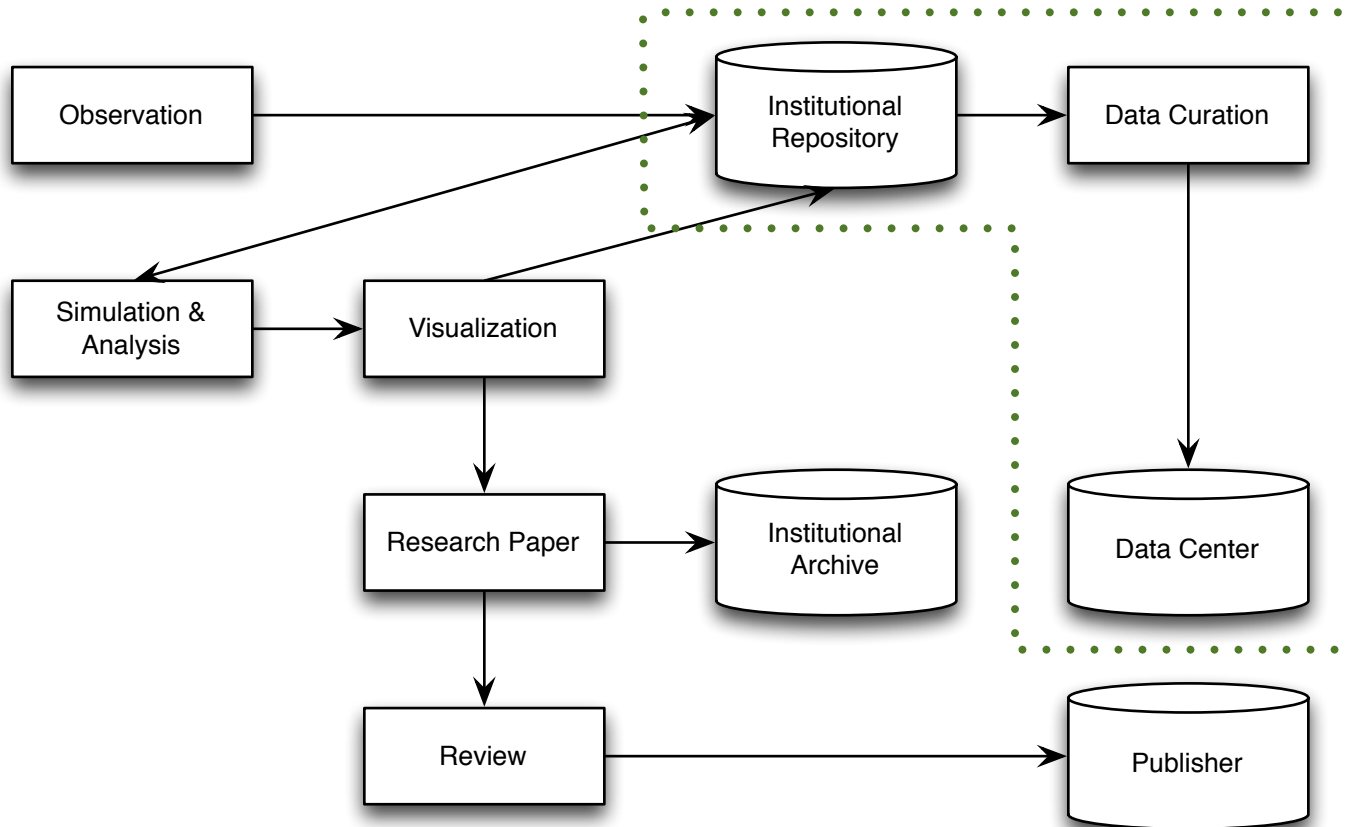 Observation
Institutional
Repository
Data Curation
Simulation &
Analysis
Visualization
Research Paper
Institutional
Archive
Data Center
Review
Publisher